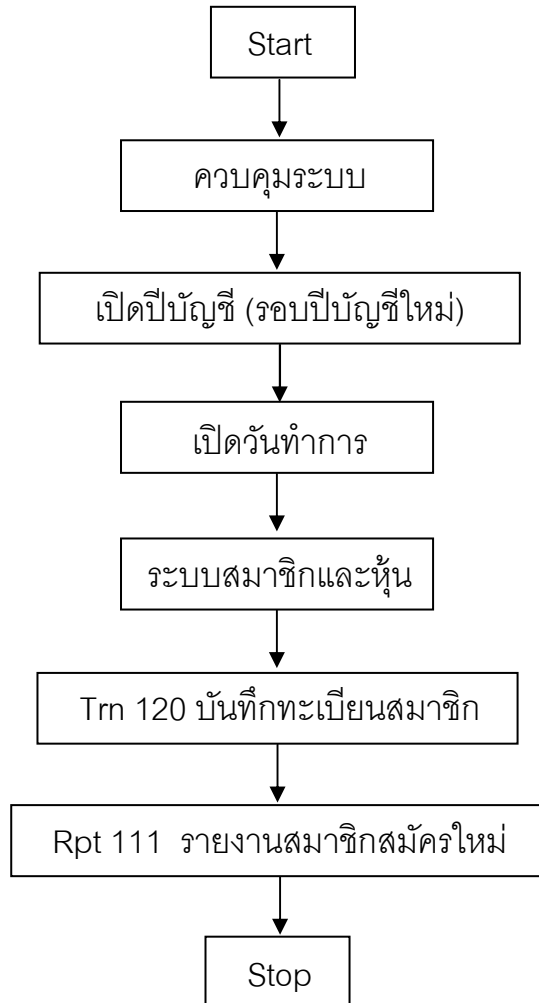 Start
ควบคุมระบบ
เปิดปีบัญชี (รอบปีบัญชีใหม่)
เปิดวันทำการ
ระบบสมาชิกและหุ้น
Trn 120 บันทึกทะเบียนสมาชิก
Rpt 111 รายงานสมาชิกสมัครใหม่
Stop